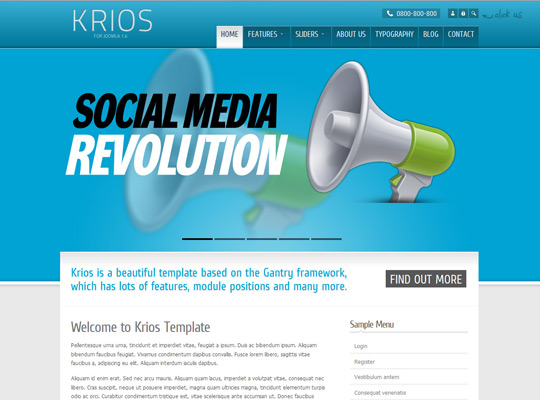 KRIOS
FOR JOOMLA 1.6
0800-800-800
click us
HOME FEATURES SLIDERS ABOUT US TYPOGRAPHY BLOG CONTACT
SOCIAL MEDIA
REVOLUTION
Krios is a beautiful template based on the Gantry framework,
which has lots of features, module positions and many more.
FIND OUT MORE
Welcome to Krios Template
Pellentesque urna urna, tincidunt et imperdiet vitae, feugiat a ipsum. Duis ac bibendum ipsum. Aliquam
bibendum faucibus feugiat. Vivamus condimentum dapibus convallis. Fusce lorem libero, sagittis vitae
faucibus a, adipiscing eu elit. Aliquam interdum iaculis dapibus.
Aliquam id enim erat. Sed nec arcu mauris. Aliquam quam lacus, imperdiet a volutpat vitae, consequat nec
libero. Cras suscipit, neque ut posuere imperdiet, magna quam ultricies magna, tincidunt elementum turpis
odio ac orci. Curabitur condimentum tristique est, vitae scelerisque ante accumsan ut. Donec faucibus
Sample Menu
Login
Register
Vestibulum antem
Consequat venenatis